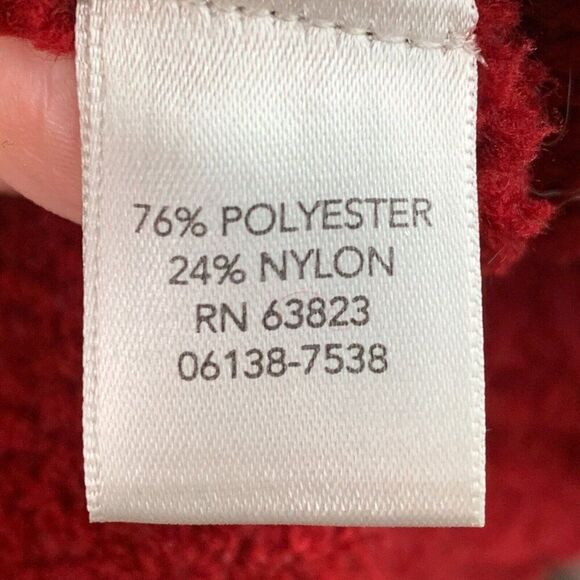 76% POLYESTER
24% NYLON
RN 63823
06138-7538